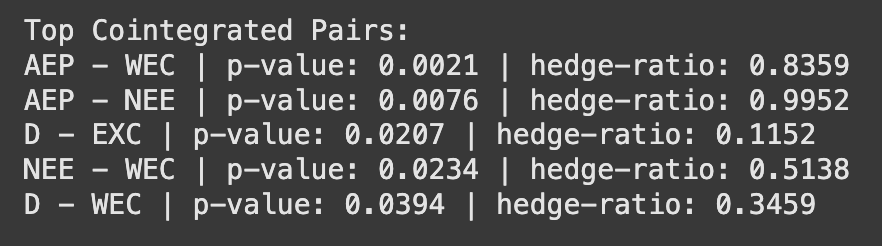 Top Cointegrated Pairs:
AEP – WEC | p-value: 0.0021 | hedge-ratio: 0.8359
AEP – NEE | p-value: 0.0076 | hedge-ratio: 0.9952
D – EXC | p-value: 0.0207 | hedge-ratio: 0.1152
NEE – WEC | p-value: 0.0234 | hedge-ratio: 0.5138
D – WEC | p-value: 0.0394 | hedge-ratio: 0.3459